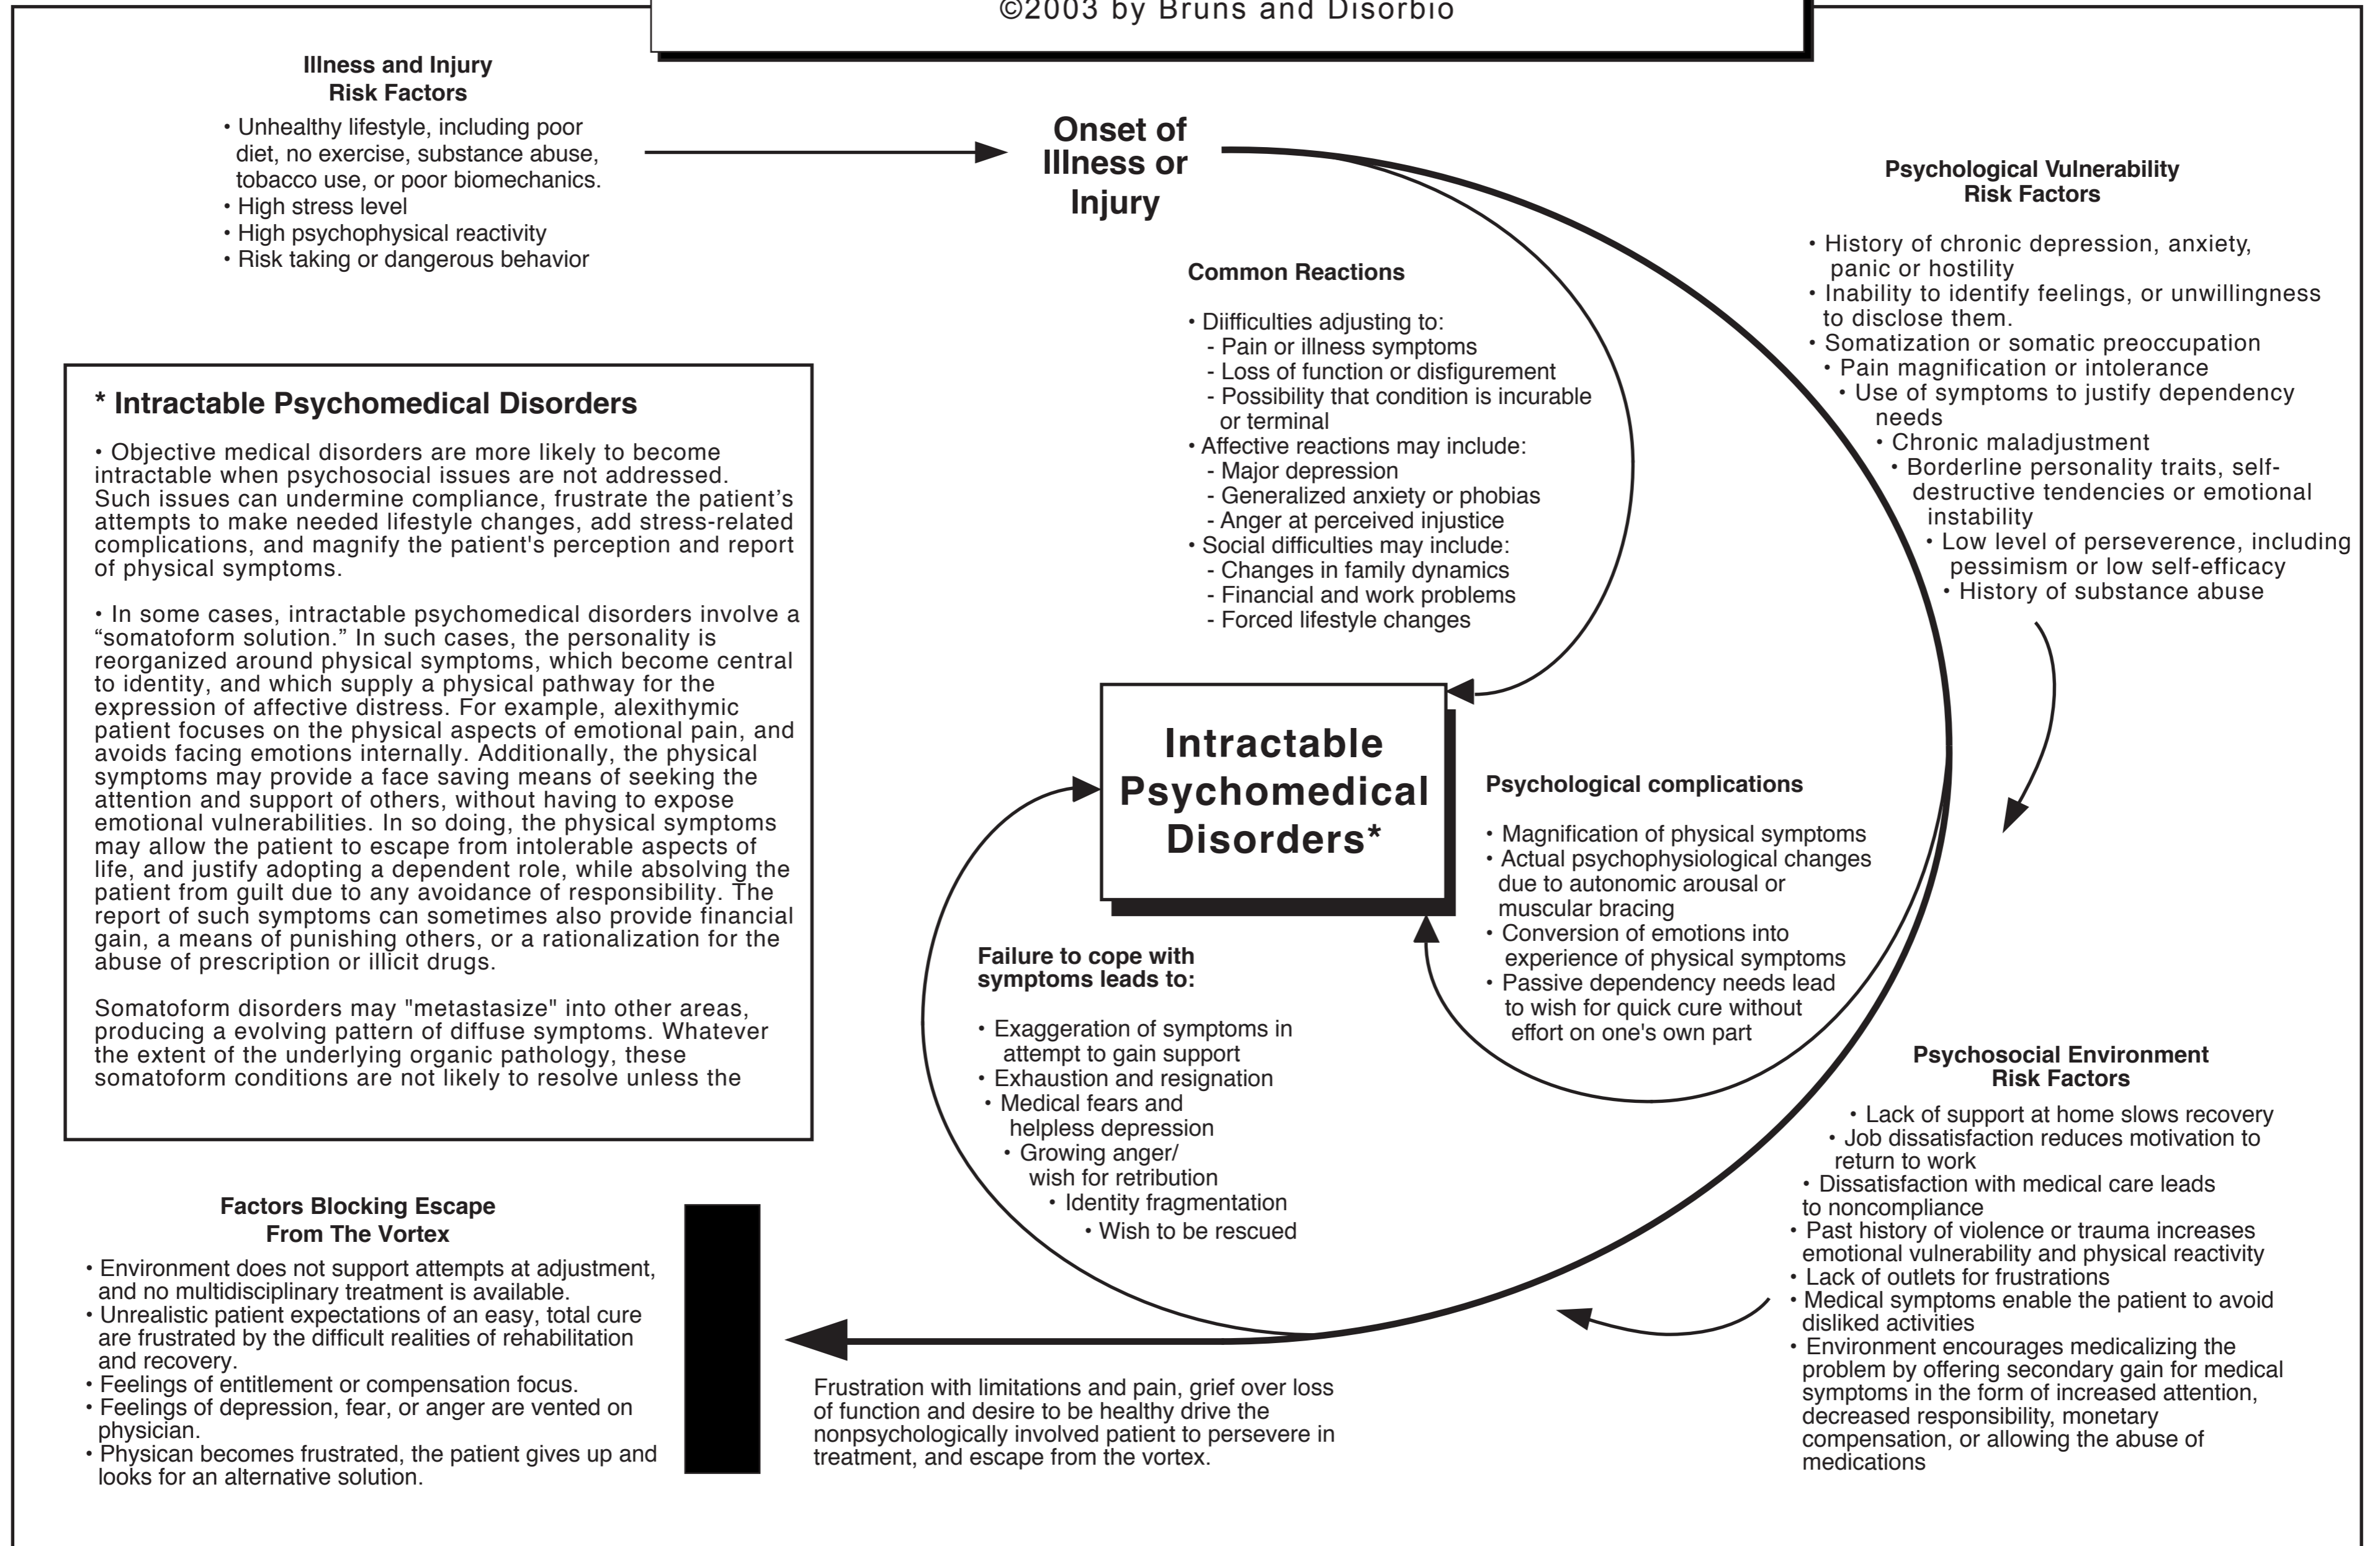 ©2003 by Bruns and Disorbio
Illness and Injury
Risk Factors
• Unhealthy lifestyle, including poor
diet, no exercise, substance abuse,
tobacco use, or poor biomechanics.
• High stress level
• High psychophysical reactivity
• Risk taking or dangerous behavior
Onset of
Illness or
Injury
Psychological Vulnerability
Risk Factors
• History of chronic depression, anxiety,
panic or hostility
• Inability to identify feelings, or unwillingness
to disclose them.
• Somatization or somatic preoccupation
• Pain magnification or intolerance
• Use of symptoms to justify dependency
needs
• Chronic maladjustment
• Borderline personality traits, self-
destructive tendencies or emotional
instability
• Low level of perseverence, including
pessimism or low self-efficacy
• History of substance abuse
Common Reactions
• Diifficulties adjusting to:
- Pain or illness symptoms
- Loss of function or disfigurement
- Possibility that condition is incurable
or terminal
• Affective reactions may include:
- Major depression
- Generalized anxiety or phobias
- Anger at perceived injustice
• Social difficulties may include:
- Changes in family dynamics
- Financial and work problems
- Forced lifestyle changes
* Intractable Psychomedical Disorders
• Objective medical disorders are more likely to become
intractable when psychosocial issues are not addressed.
Such issues can undermine compliance, frustrate the patient’s
attempts to make needed lifestyle changes, add stress-related
complications, and magnify the patient's perception and report
of physical symptoms.
• In some cases, intractable psychomedical disorders involve a
“somatoform solution.” In such cases, the personality is
reorganized around physical symptoms, which become central
to identity, and which supply a physical pathway for the
expression of affective distress. For example, alexithymic
patient focuses on the physical aspects of emotional pain, and
avoids facing emotions internally. Additionally, the physical
symptoms may provide a face saving means of seeking the
attention and support of others, without having to expose
emotional vulnerabilities. In so doing, the physical symptoms
may allow the patient to escape from intolerable aspects of
life, and justify adopting a dependent role, while absolving the
patient from guilt due to any avoidance of responsibility. The
report of such symptoms can sometimes also provide financial
gain, a means of punishing others, or a rationalization for the
abuse of prescription or illicit drugs.
Somatoform disorders may "metastasize" into other areas,
producing a evolving pattern of diffuse symptoms. Whatever
the extent of the underlying organic pathology, these
somatoform conditions are not likely to resolve unless the
Intractable
Psychomedical
Disorders*
Psychological complications
• Magnification of physical symptoms
• Actual psychophysiological changes
due to autonomic arousal or
muscular bracing
• Conversion of emotions into
experience of physical symptoms
• Passive dependency needs lead
to wish for quick cure without
effort on one's own part
Failure to cope with
symptoms leads to:
• Exaggeration of symptoms in
attempt to gain support
• Exhaustion and resignation
• Medical fears and
helpless depression
• Growing anger/
wish for retribution
• Identity fragmentation
• Wish to be rescued
Psychosocial Environment
Risk Factors
• Lack of support at home slows recovery
• Job dissatisfaction reduces motivation to
return to work
• Dissatisfaction with medical care leads
to noncompliance
• Past history of violence or trauma increases
emotional vulnerability and physical reactivity
• Lack of outlets for frustrations
• Medical symptoms enable the patient to avoid
disliked activities
• Environment encourages medicalizing the
problem by offering secondary gain for medical
symptoms in the form of increased attention,
decreased responsibility, monetary
compensation, or allowing the abuse of
medications
Factors Blocking Escape
From The Vortex
• Environment does not support attempts at adjustment,
and no multidisciplinary treatment is available.
• Unrealistic patient expectations of an easy, total cure
are frustrated by the difficult realities of rehabilitation
and recovery.
• Feelings of entitlement or compensation focus.
• Feelings of depression, fear, or anger are vented on
physician.
• Physican becomes frustrated, the patient gives up and
looks for an alternative solution.
Frustration with limitations and pain, grief over loss
of function and desire to be healthy drive the
nonpsychologically involved patient to persevere in
treatment, and escape from the vortex.